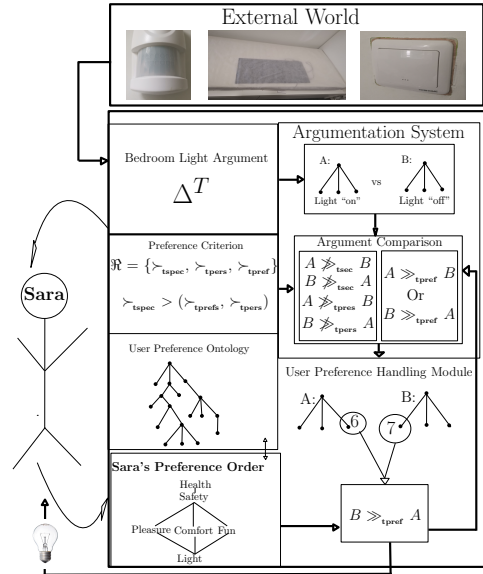 External World
Argumentation System
Bedroom Light Argument
Δ^T
A:
B:
vs
Light "on"
Light "off"
Preference Criterion
ℜ = {≻tspec, ≻tpers, ≻tpref}
≻tspec > (≻tprefs, ≻tpers)
Argument Comparison
A ≫̸tsec B
B ≫̸tsec A
A ≫̸tpres B
B ≫̸tpers A
A ≫tpref B
Or
B ≫tpref A
Sara
User Preference Ontology
User Preference Handling Module
A:
B:
6
7
Sara's Preference Order
Health
Safety
Pleasure Comfort Fun
Light
B ≫tpref A